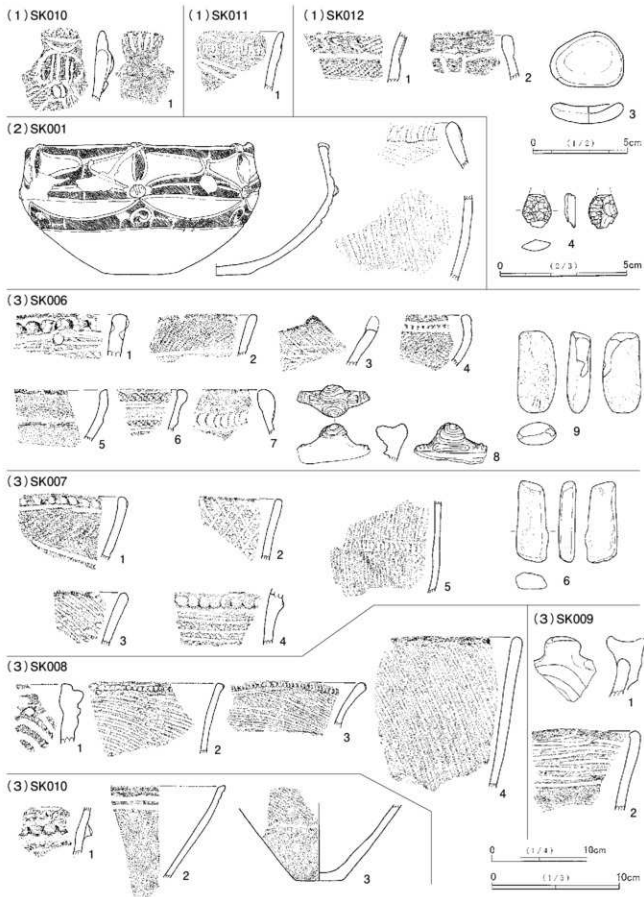 (1)SK010
1
(1)SK011
1
(1)SK012
1
2
3
0 (1/2) 5cm
4
0 (2/3) 5cm
(2)SK001
(3)SK006
1
2
3
4
5
6
7
8
9
(3)SK007
1
2
3
4
5
6
(3)SK008
1
2
3
4
(3)SK009
1
2
(3)SK010
1
2
3
0 (1/4) 10cm
0 (1/3) 10cm